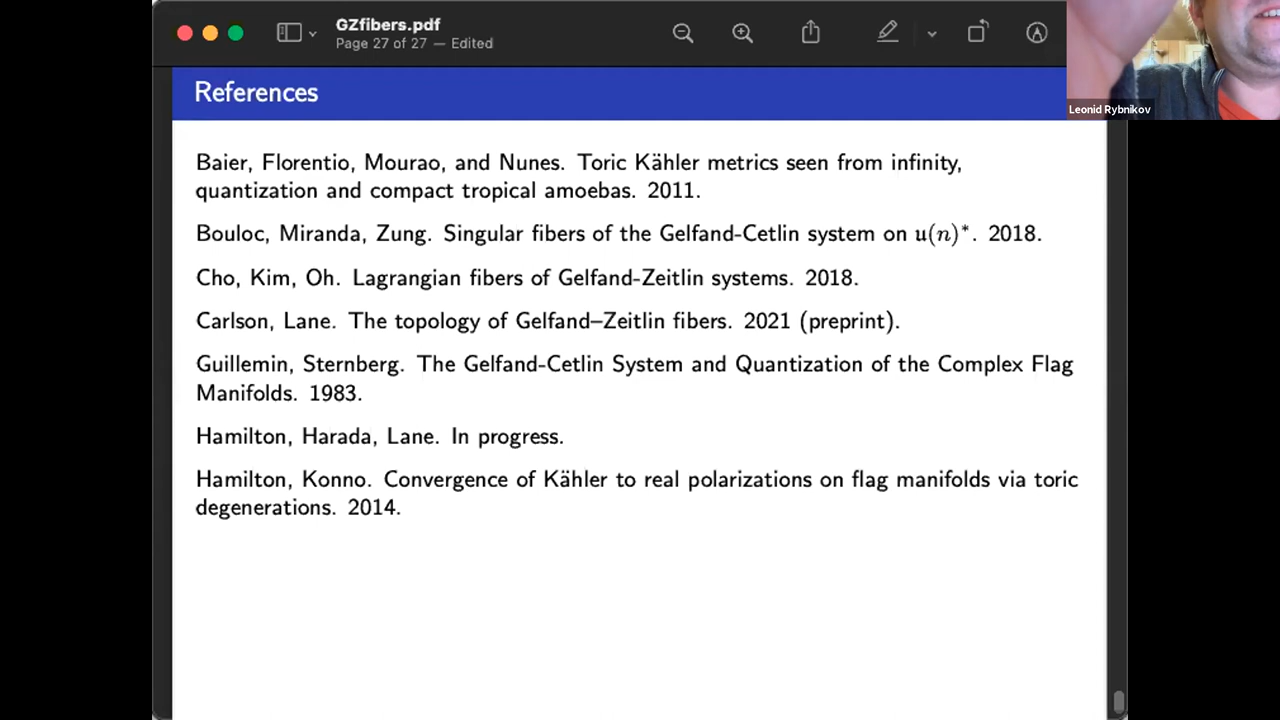 GZfibers.pdf
Page 27 of 27 — Edited
Leonid Rybnikov
References
Baier, Florentio, Mourao, and Nunes. Toric Kähler metrics seen from infinity,
quantization and compact tropical amoebas. 2011.
Bouloc, Miranda, Zung. Singular fibers of the Gelfand-Cetlin system on 𝔲(n)*. 2018.
Cho, Kim, Oh. Lagrangian fibers of Gelfand-Zeitlin systems. 2018.
Carlson, Lane. The topology of Gelfand–Zeitlin fibers. 2021 (preprint).
Guillemin, Sternberg. The Gelfand-Cetlin System and Quantization of the Complex Flag
Manifolds. 1983.
Hamilton, Harada, Lane. In progress.
Hamilton, Konno. Convergence of Kähler to real polarizations on flag manifolds via toric
degenerations. 2014.